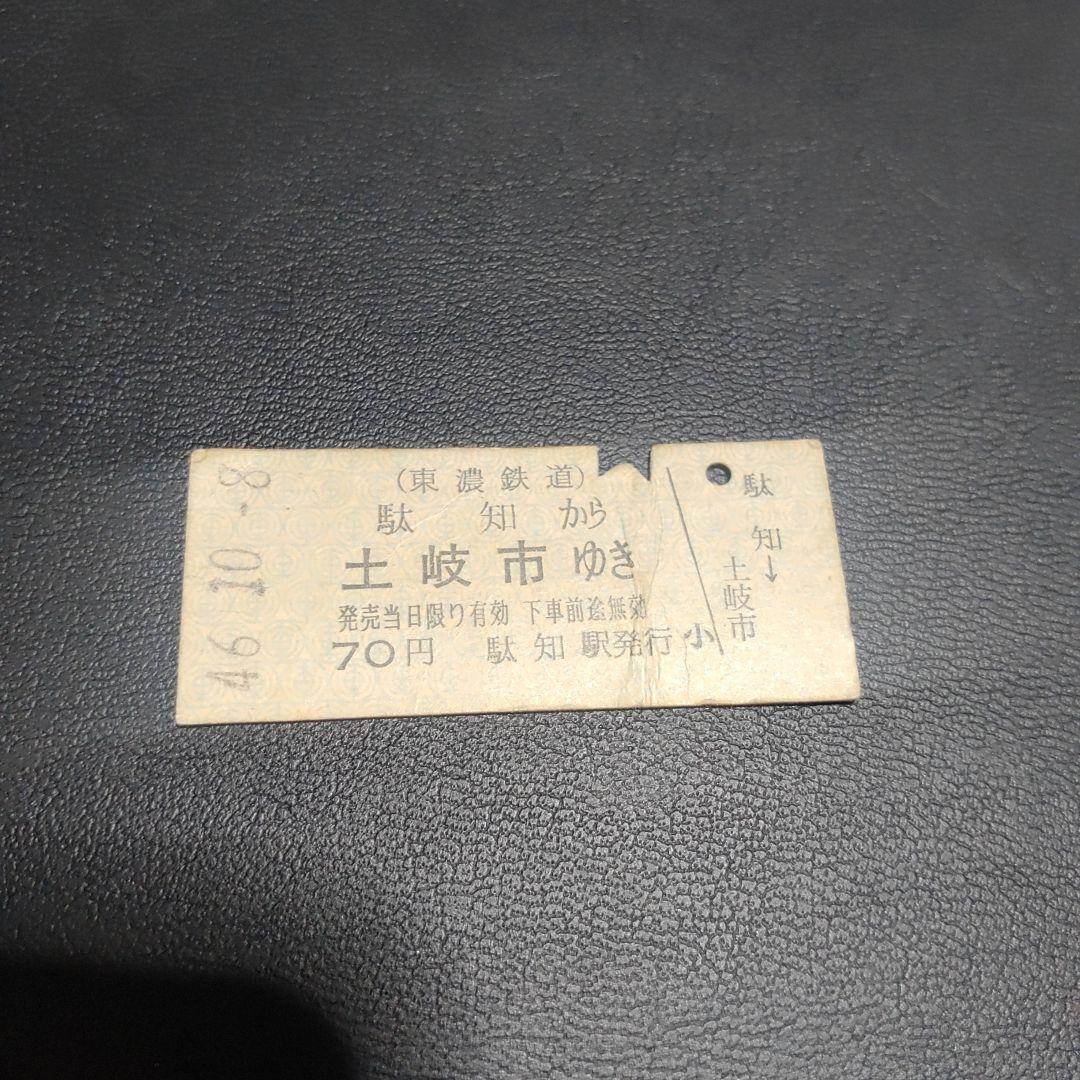 46.10.-8
(東濃鉄道)
駄知から
土岐市ゆき
発売当日限り有効 下車前途無効
70円 駄知駅発行
小
駄知→土岐市